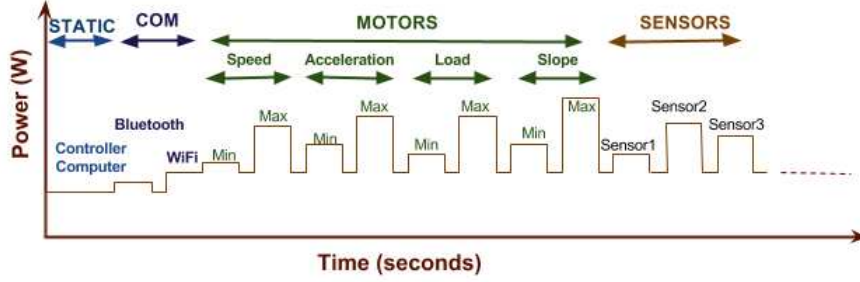 STATIC COM MOTORS SENSORS
Speed Acceleration Load Slope
Power (W)
Bluetooth
Controller
Computer
WiFi
Min Max Min Max Min Max Min Max
Sensor1 Sensor2 Sensor3
Time (seconds)